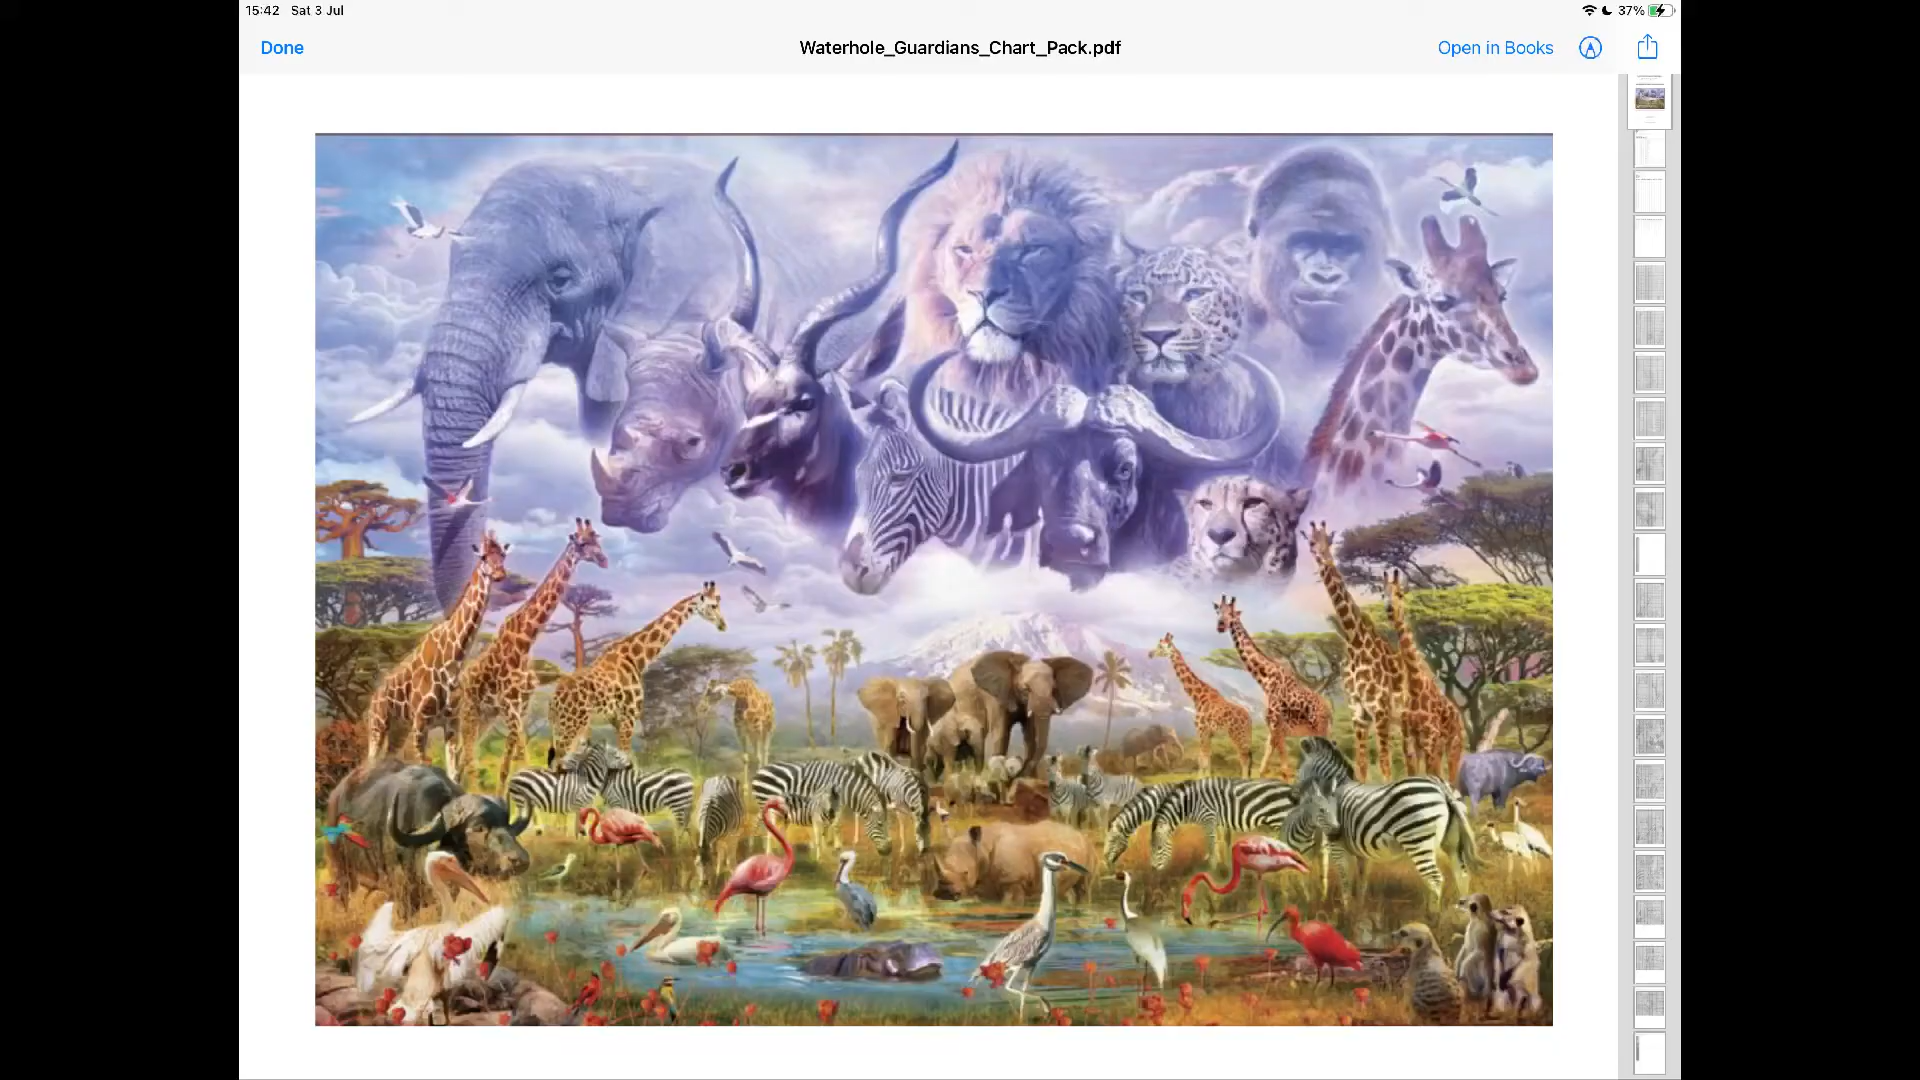 15:42 Sat 3 Jul
37%
Done
Waterhole_Guardians_Chart_Pack.pdf
Open in Books